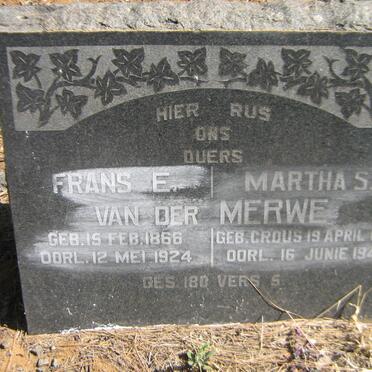 HIER RUS
ONS
OUERS
FRANS E. MARTHA S.
VAN DER MERWE
GEB. 15 FEB. 1866 GEB. CROUS 19 APRIL
OORL. 12 MEI 1924. OORL. 16 JUNIE
GES. 180 VERS 5